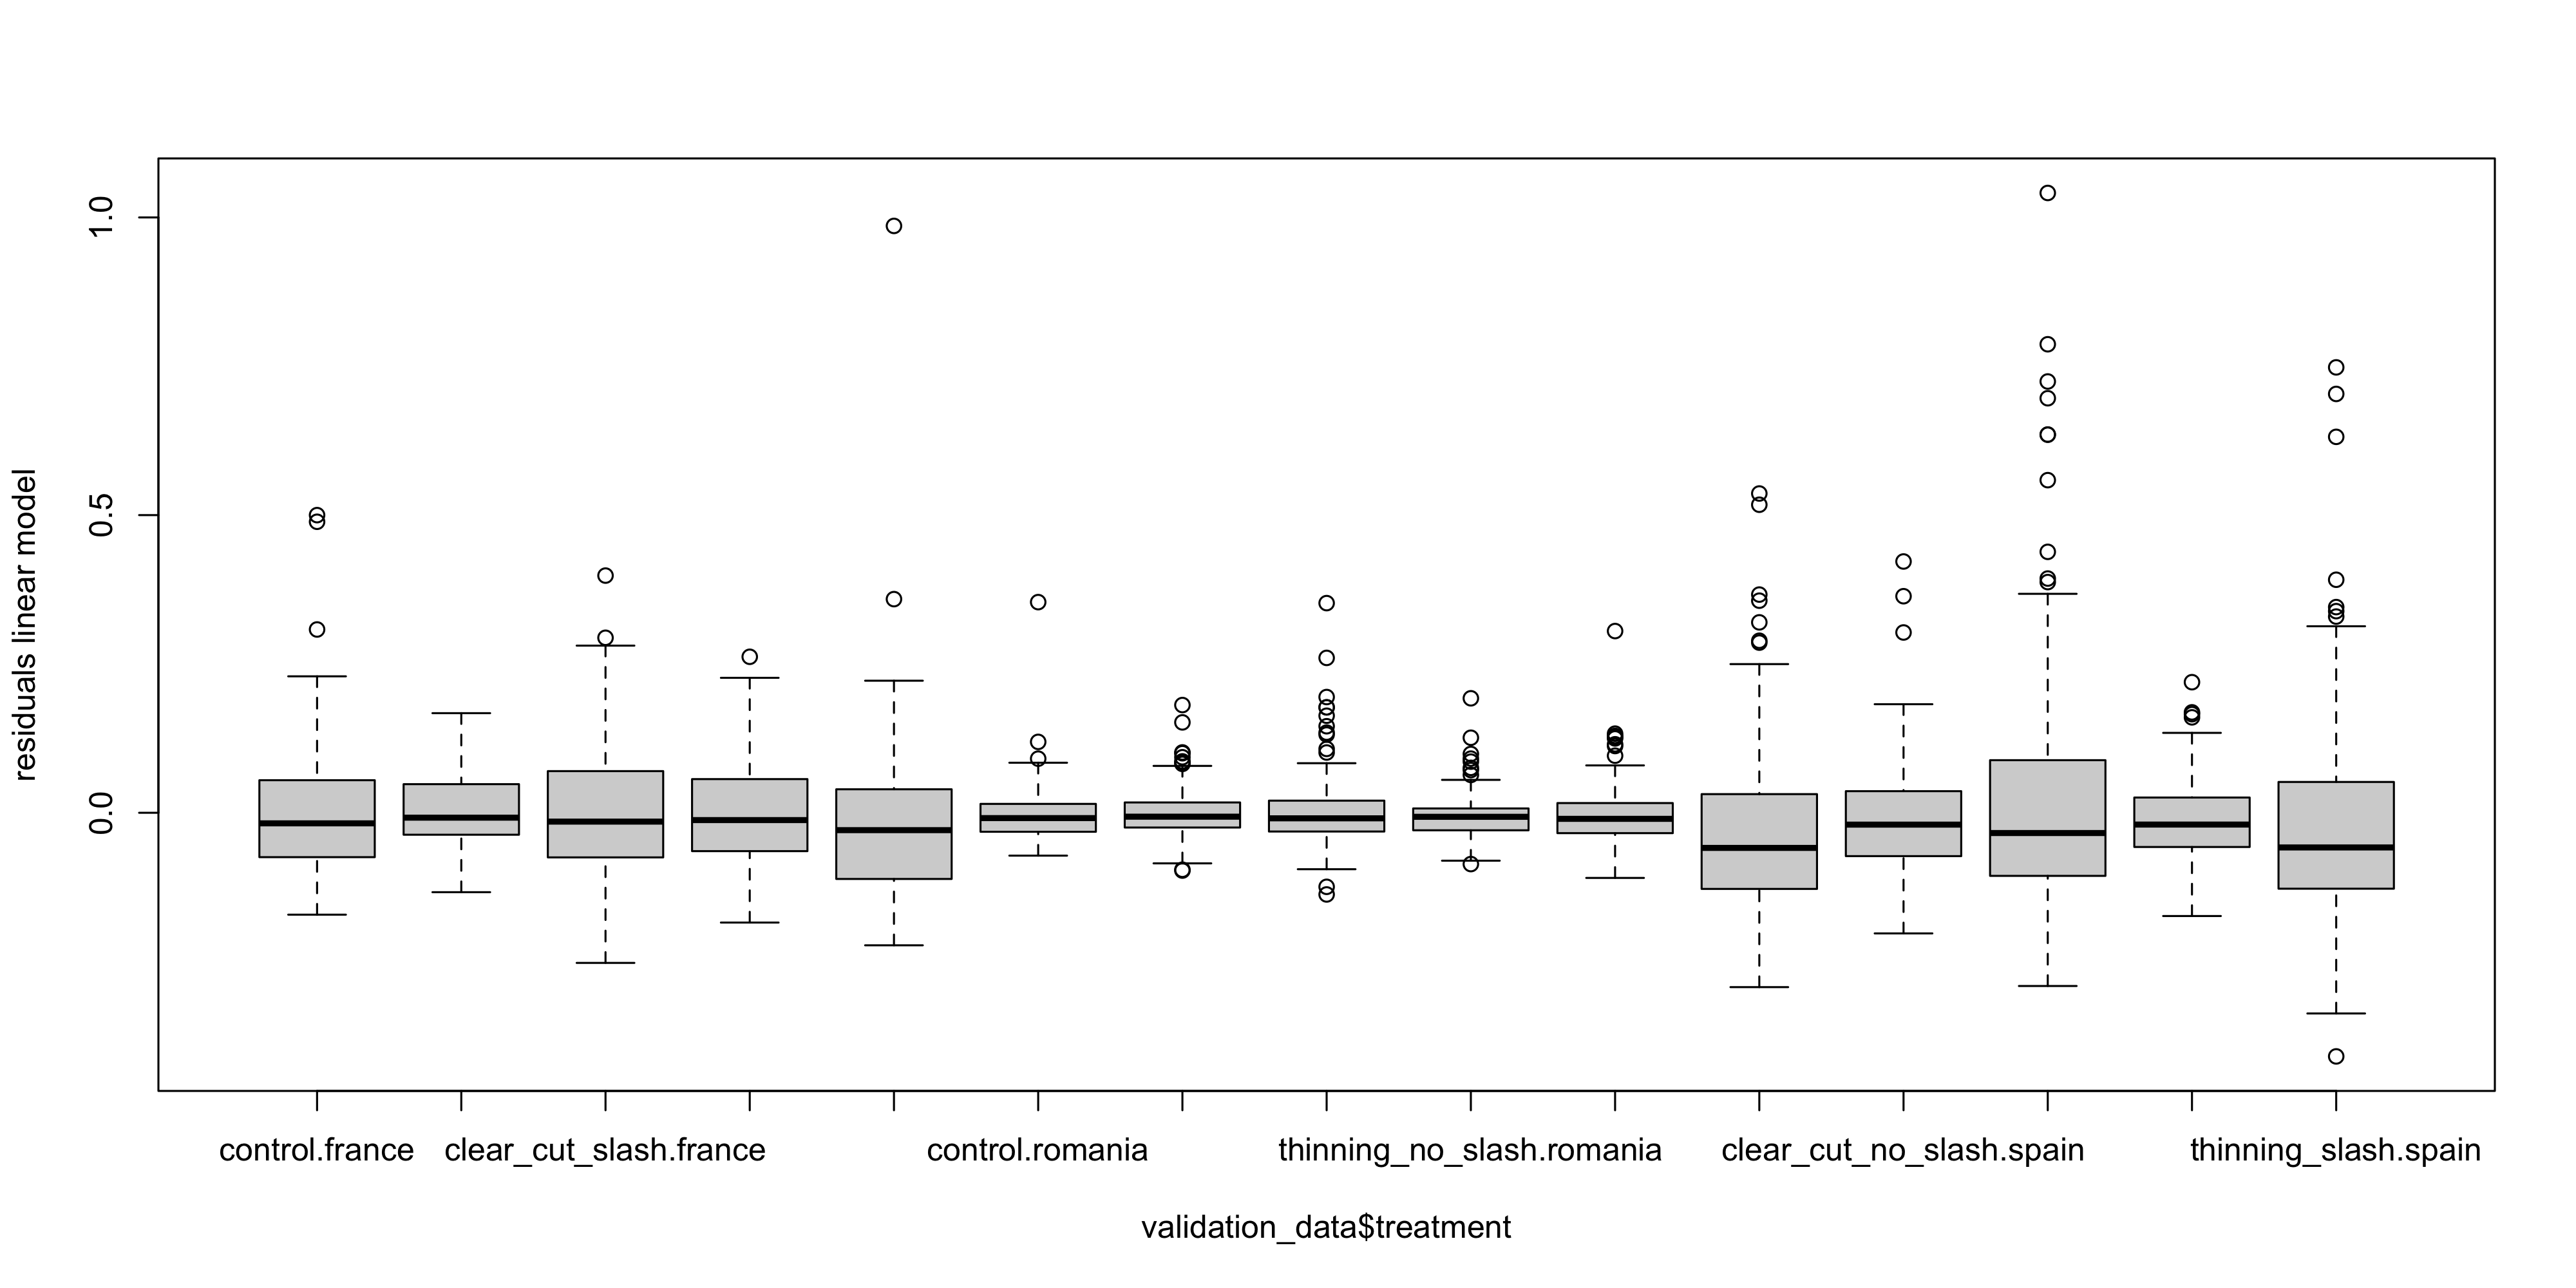 residuals linear model
1.0
0.5
0.0
control.france clear_cut_slash.france control.romania thinning_no_slash.romania clear_cut_no_slash.spain thinning_slash.spain
validation_data$treatment